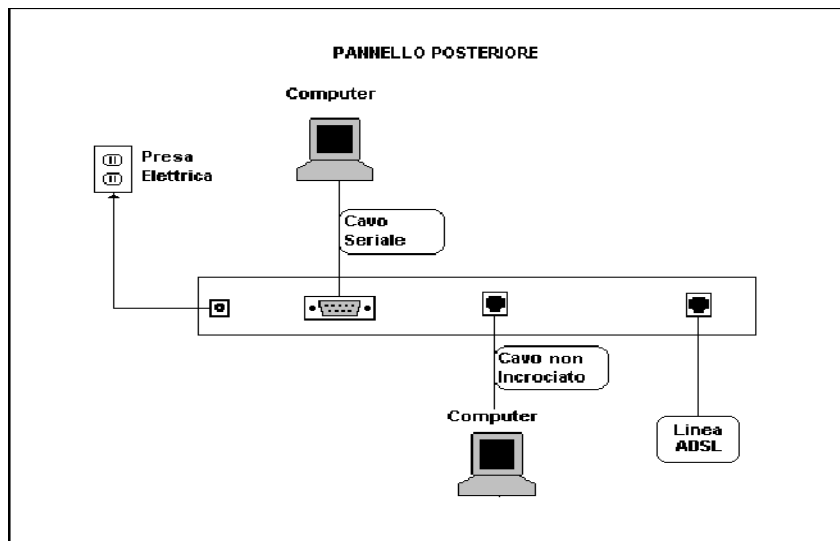 PANNELLO POSTERIORE
Computer
Presa
Elettrica
Cavo
Seriale
Cavo non
Incrociato
Computer
Linea
ADSL